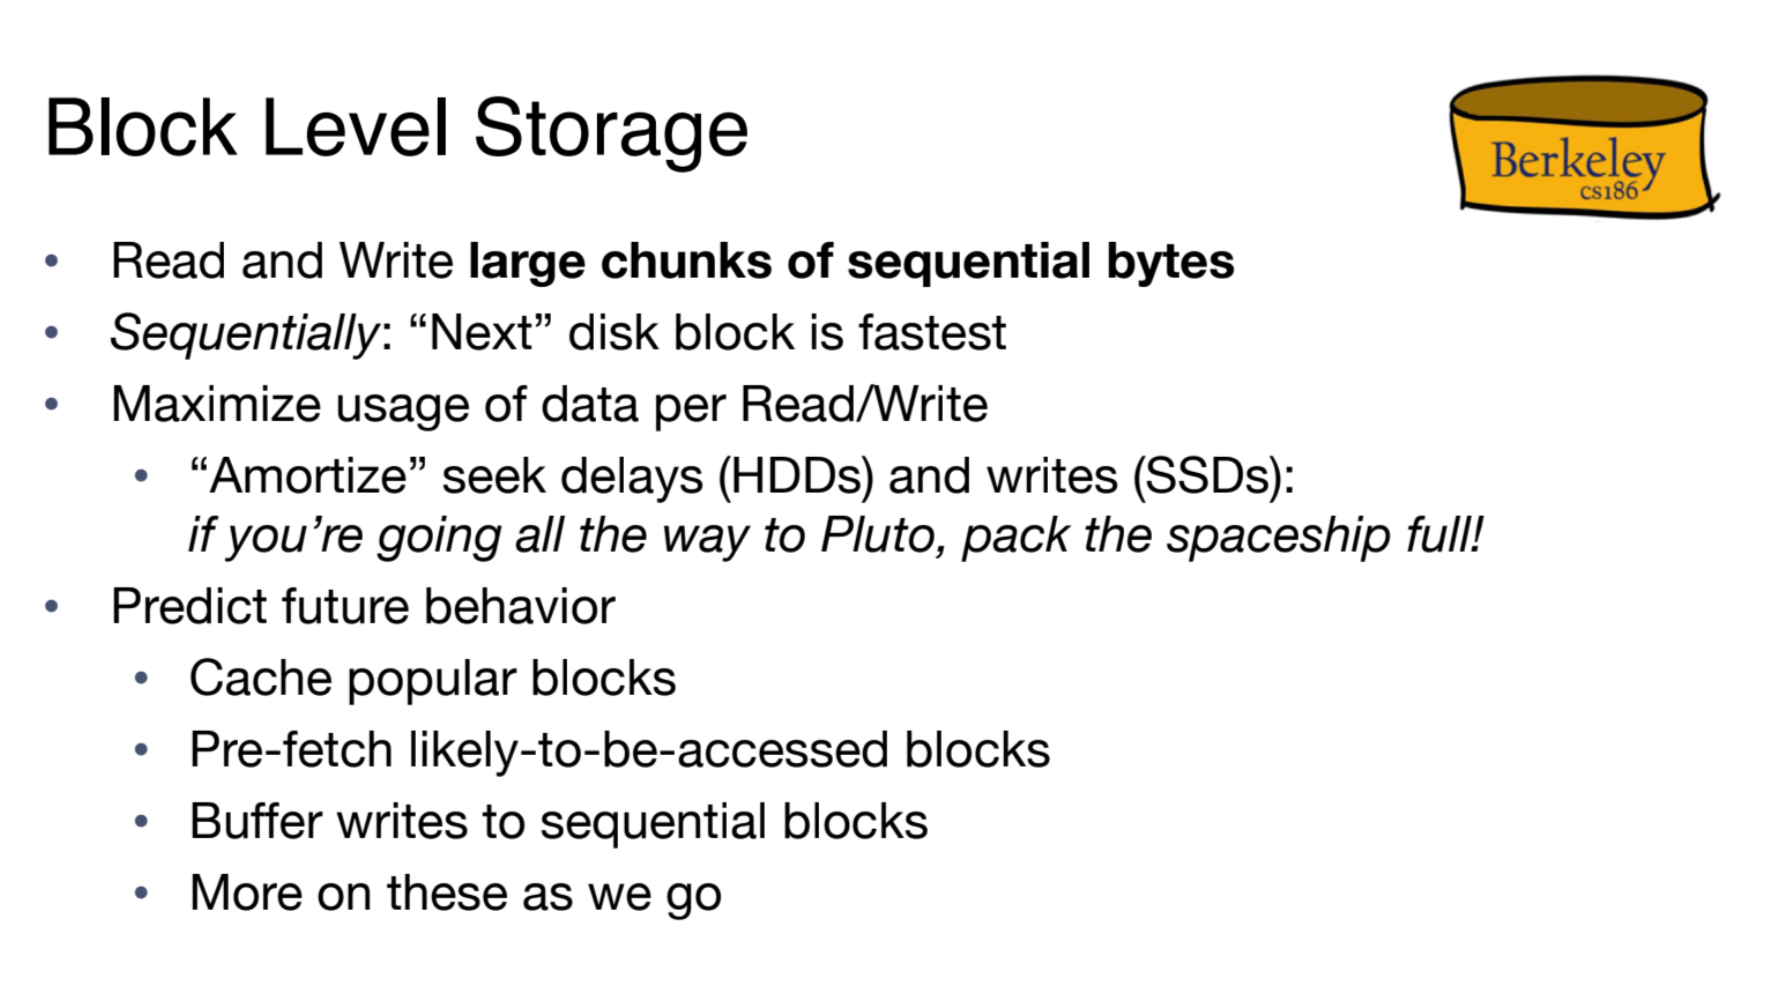 Block Level Storage
Berkeley
cs186
• Read and Write large chunks of sequential bytes
• Sequentially: “Next” disk block is fastest
• Maximize usage of data per Read/Write
• “Amortize” seek delays (HDDs) and writes (SSDs):
if you’re going all the way to Pluto, pack the spaceship full!
• Predict future behavior
• Cache popular blocks
• Pre-fetch likely-to-be-accessed blocks
• Buffer writes to sequential blocks
• More on these as we go